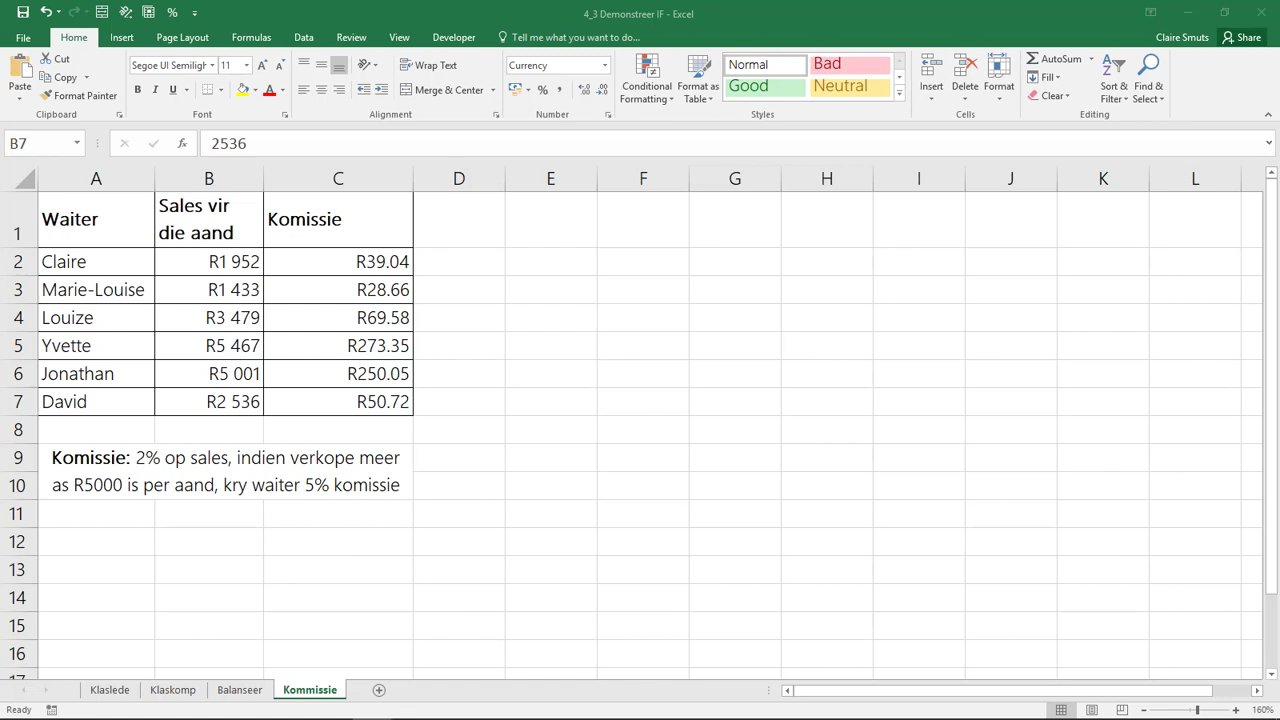 4_3 Demonstreer IF - Excel
File Home Insert Page Layout Formulas Data Review View Developer Tell me what you want to do... Claire Smuts Share
Paste
Cut
Copy
Format Painter
Clipboard
Segoe UI Semiligh 11
B I U
Font
Wrap Text
Merge & Center
Alignment
Currency
%
Number
Conditional Formatting
Format as Table
Normal Bad
Good Neutral
Styles
Insert Delete Format
Cells
AutoSum
Fill
Clear
Sort & Filter
Find & Select
Editing
B7 fx 2536
A B C D E F G H I J K L
1 Waiter Sales vir die aand Komissie
2 Claire R1 952 R39.04
3 Marie-Louise R1 433 R28.66
4 Louize R3 479 R69.58
5 Yvette R5 467 R273.35
6 Jonathan R5 001 R250.05
7 David R2 536 R50.72
8
9 Komissie: 2% op sales, indien verkope meer
10 as R5000 is per aand, kry waiter 5% komissie
11
12
13
14
15
16
17
Klaslede Klaskomp Balanseer Kommissie
Ready 160%